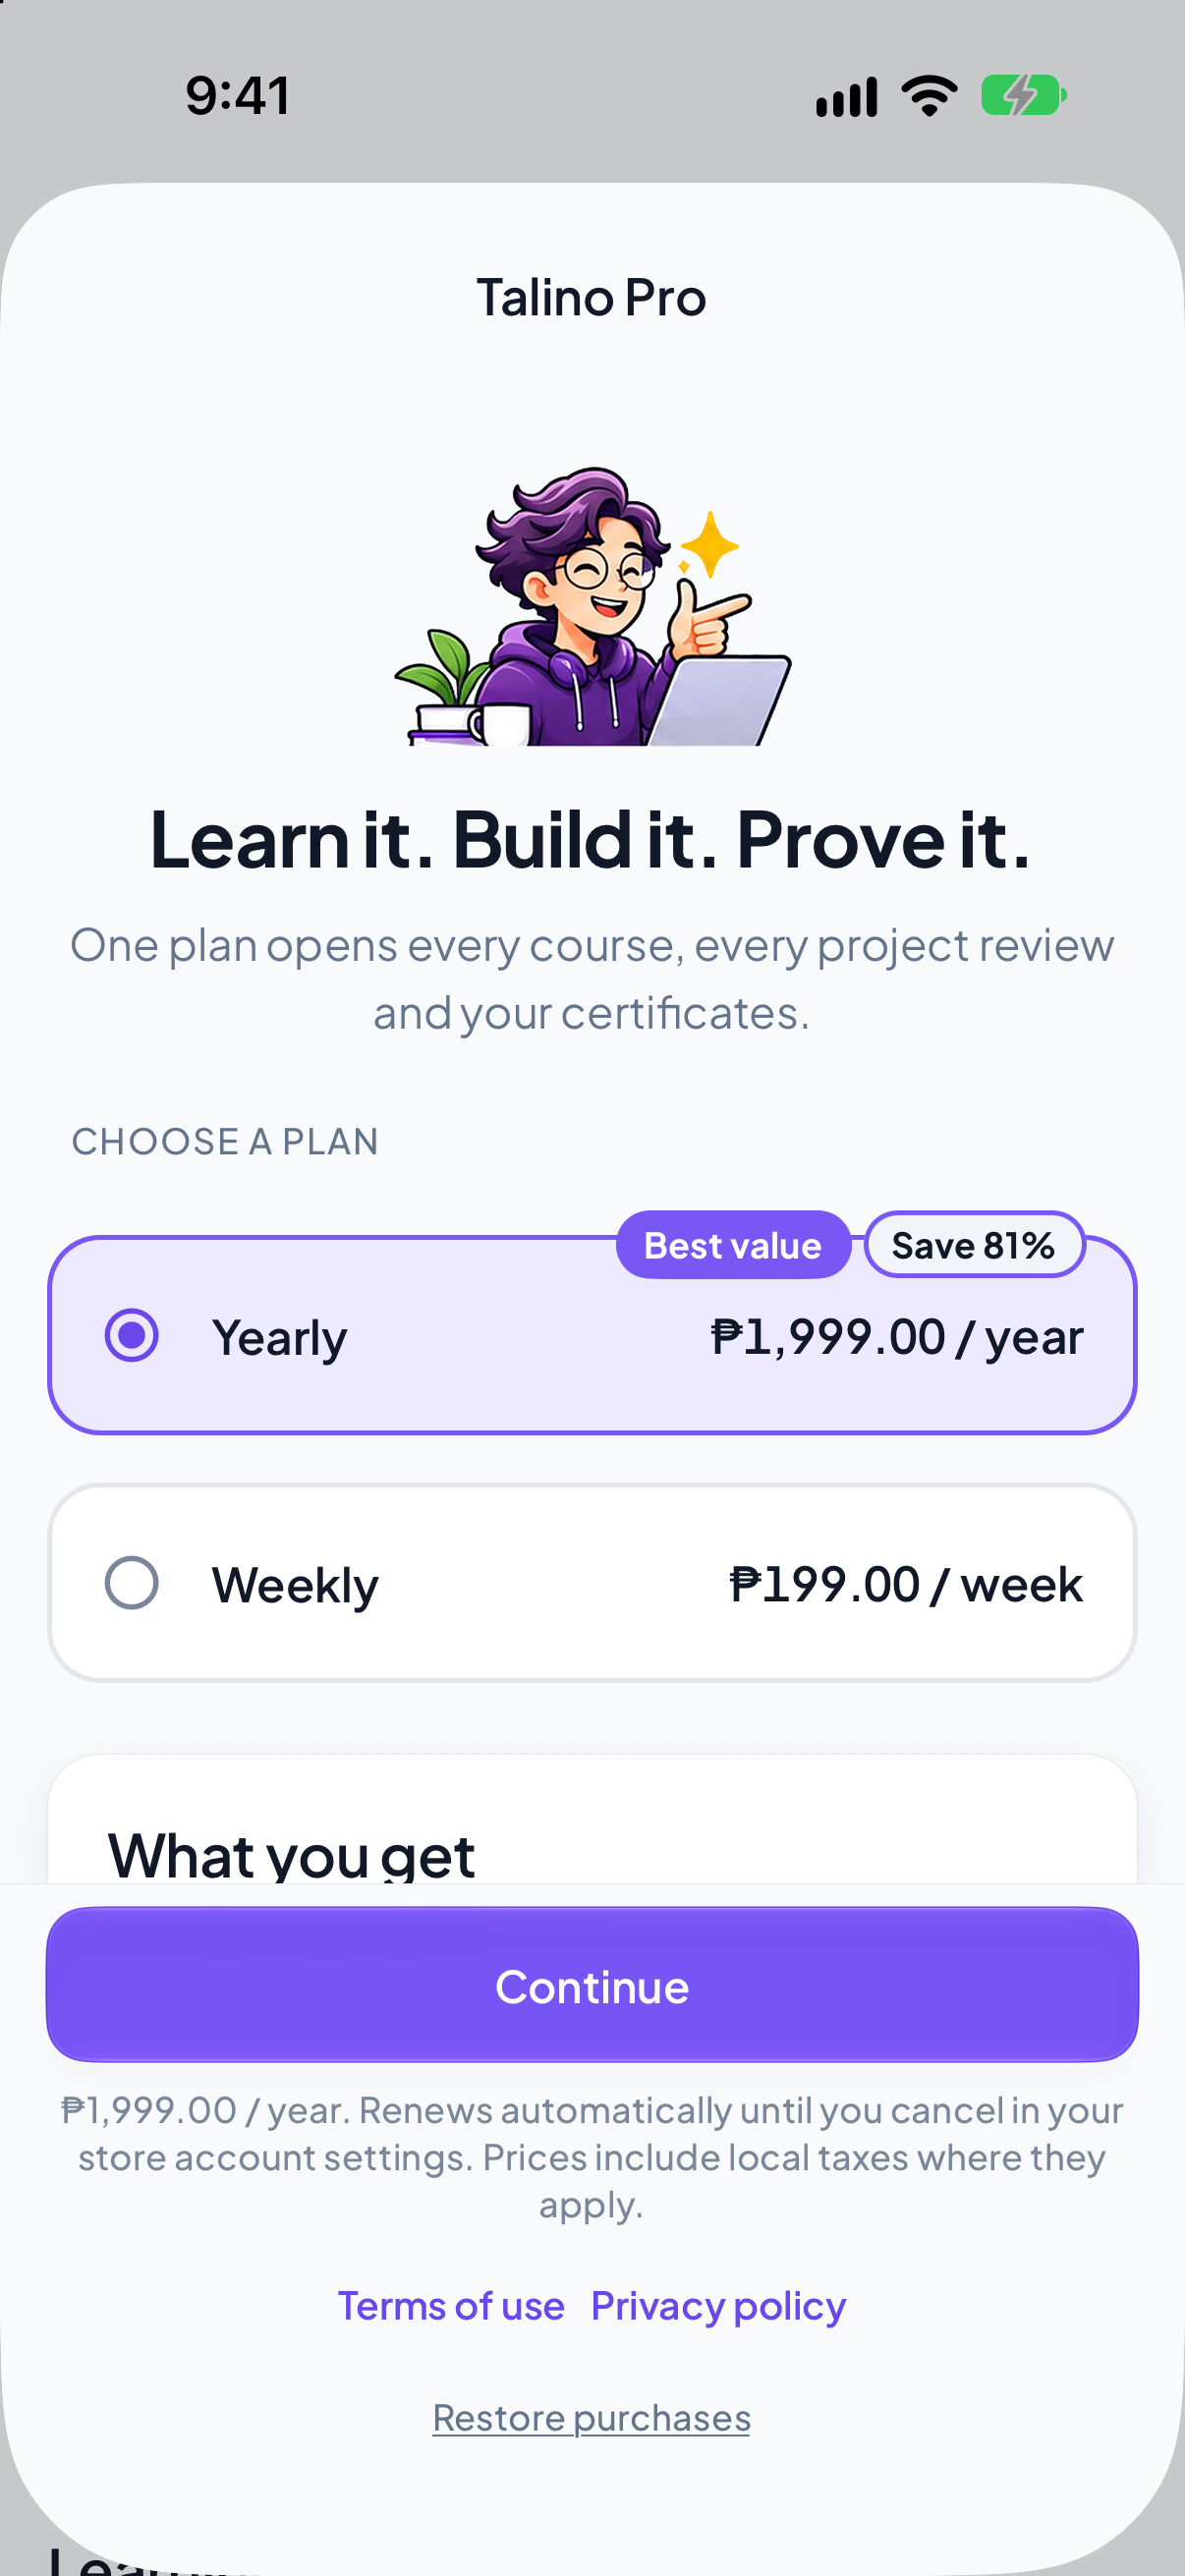 9:41
Talino Pro
Learn it. Build it. Prove it.
One plan opens every course, every project review
and your certificates.
CHOOSE A PLAN
Best value
Save 81%
Yearly
₱1,999.00 / year
Weekly
₱199.00 / week
What you get
Continue
₱1,999.00 / year. Renews automatically until you cancel in your
store account settings. Prices include local taxes where they
apply.
Terms of use
Privacy policy
Restore purchases